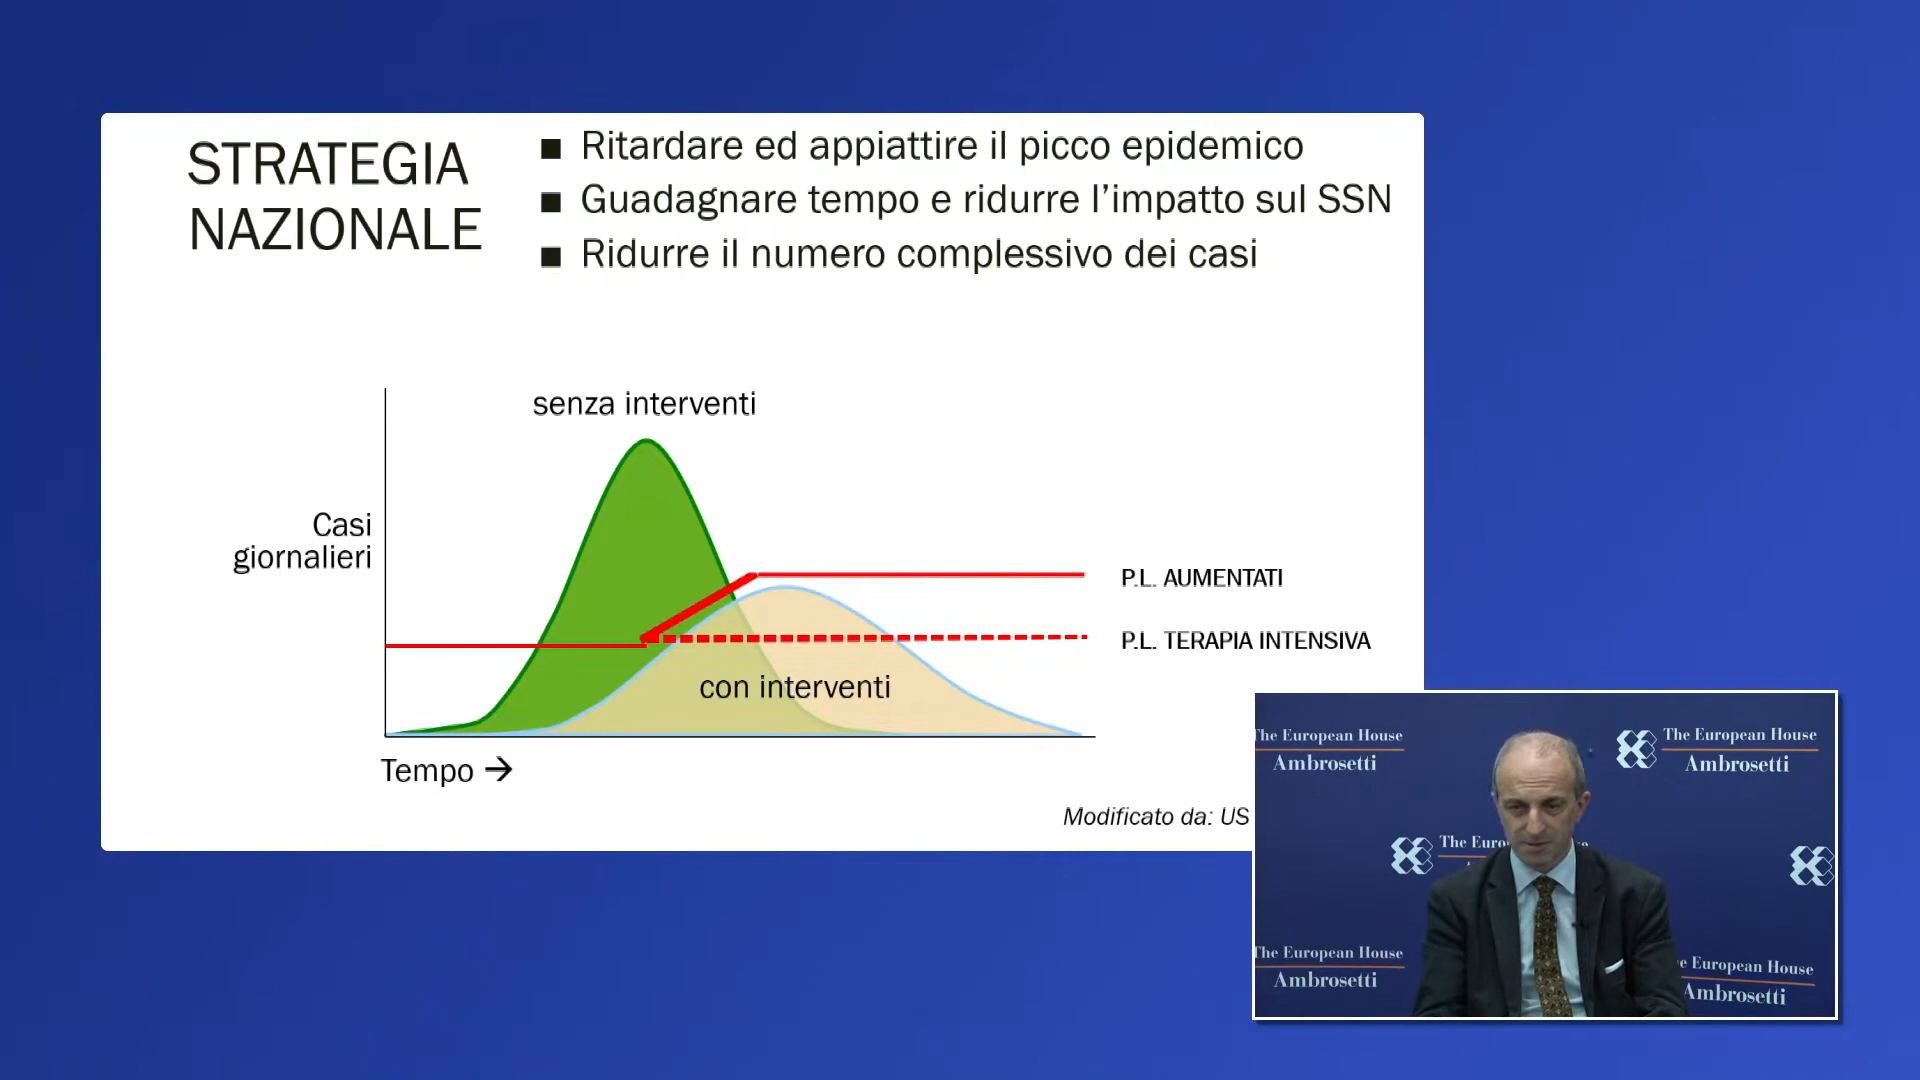 STRATEGIA
NAZIONALE
■ Ritardare ed appiattire il picco epidemico
■ Guadagnare tempo e ridurre l’impatto sul SSN
■ Ridurre il numero complessivo dei casi
senza interventi
Casi
giornalieri
P.L. AUMENTATI
P.L. TERAPIA INTENSIVA
con interventi
Tempo →
Modificato da: US
The European House
Ambrosetti
The European House
Ambrosetti
The European House
Ambrosetti
European House
Ambrosetti